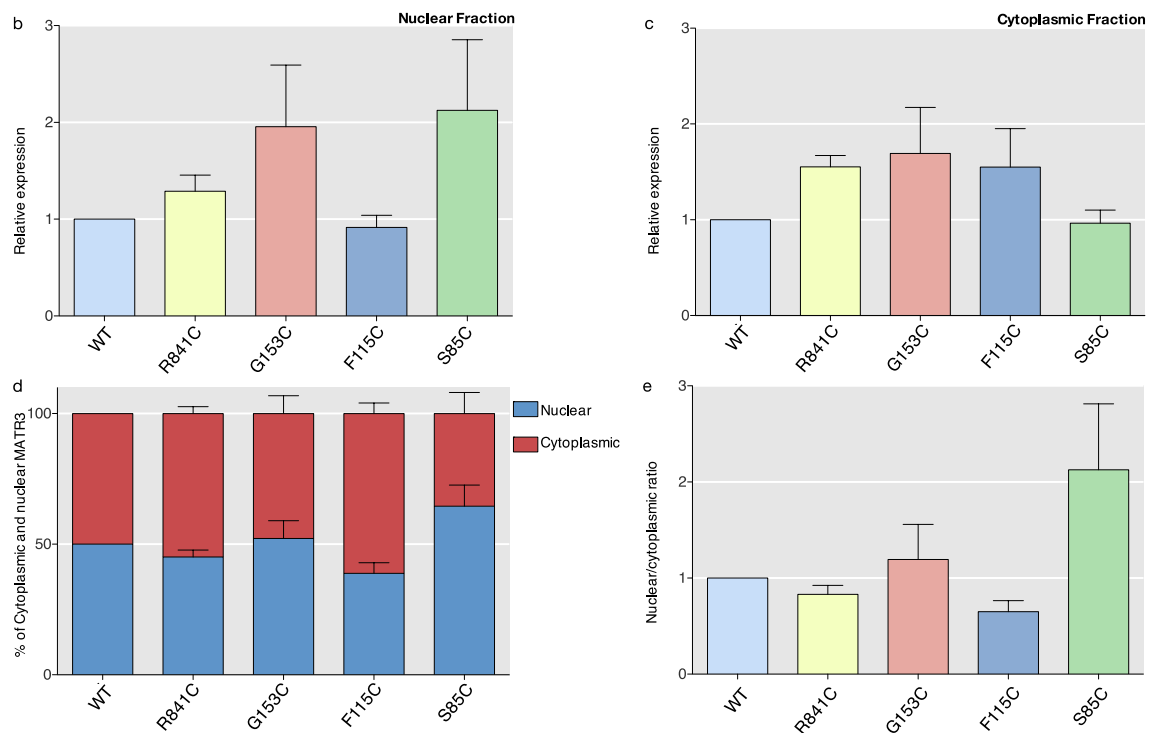 b
Nuclear Fraction
3
2
1
0
Relative expression
WT
R841C
G153C
F115C
S85C
c
Cytoplasmic Fraction
3
2
1
0
Relative expression
WT
R841C
G153C
F115C
S85C
d
100
50
0
% of Cytoplasmic and nuclear MATR3
WT
R841C
G153C
F115C
S85C
Nuclear
Cytoplasmic
e
3
2
1
0
Nuclear/cytoplasmic ratio
WT
R841C
G153C
F115C
S85C